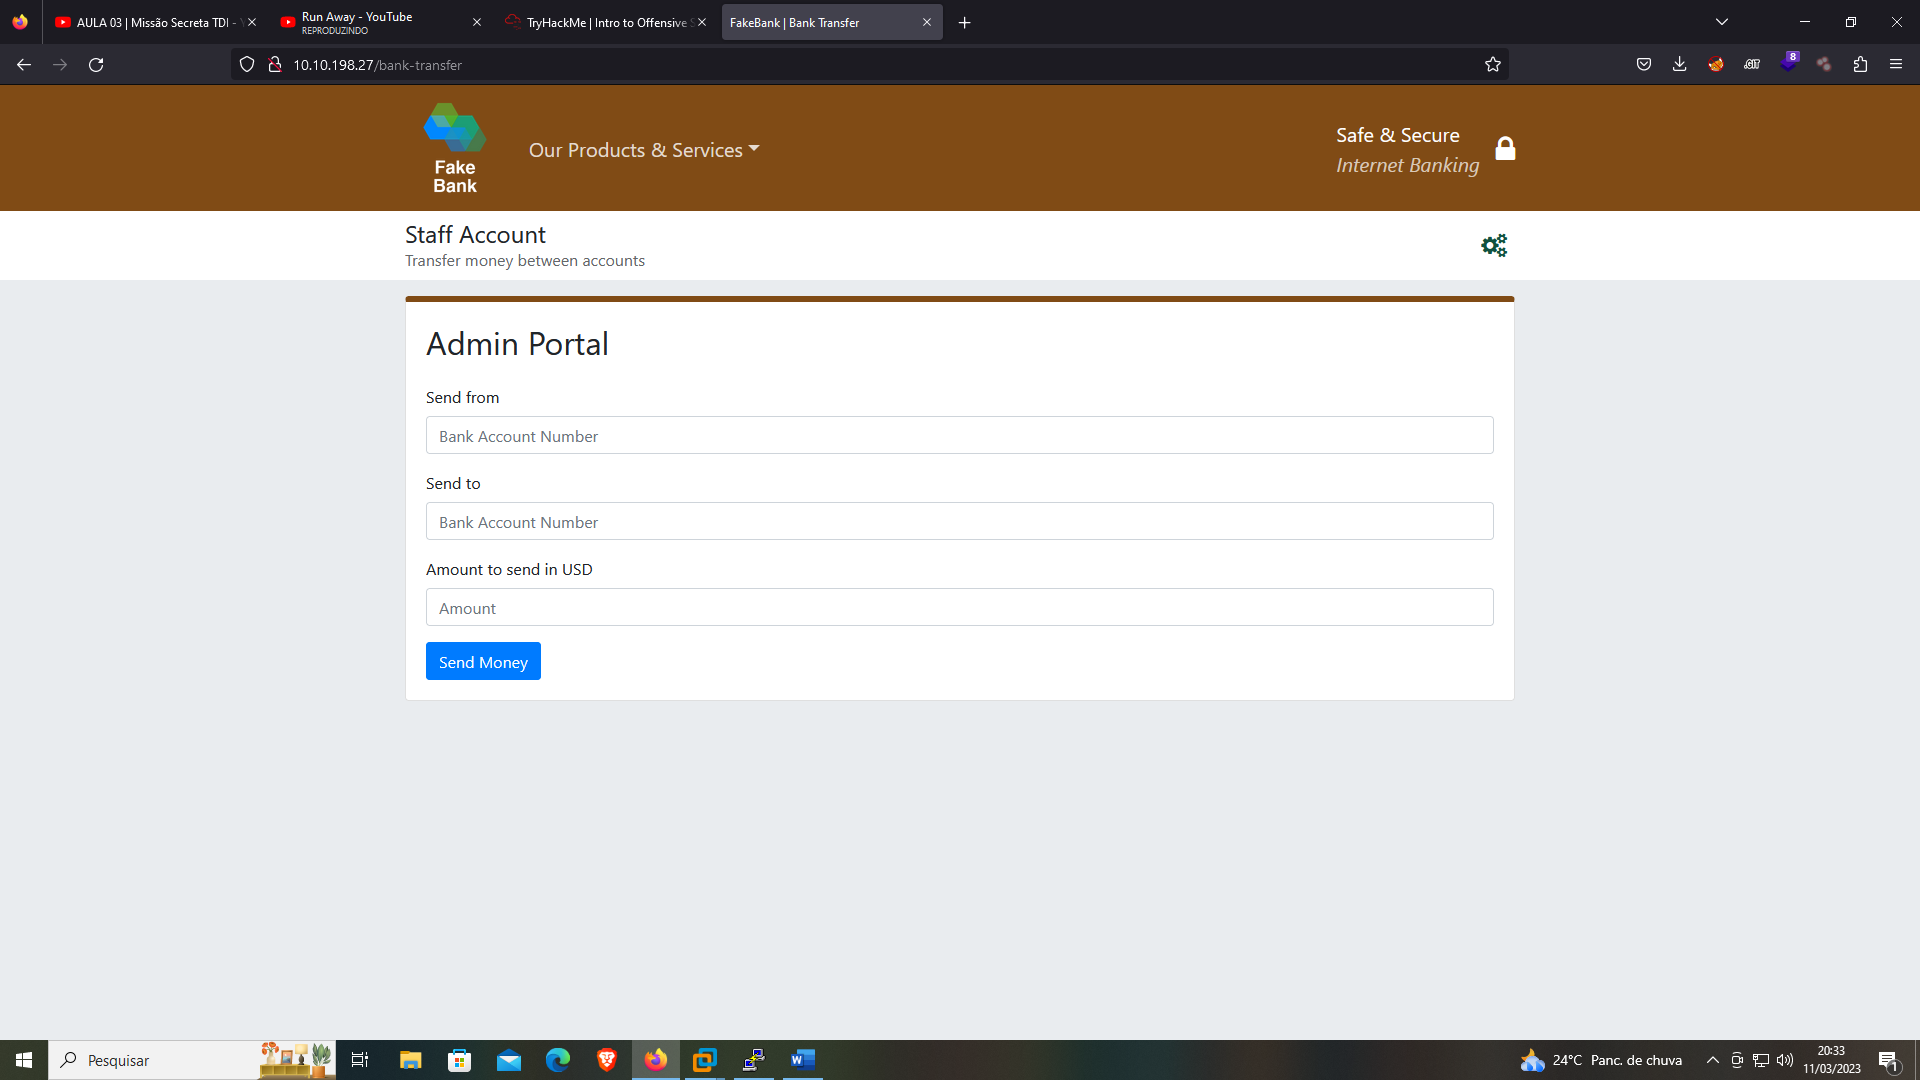 AULA 03 | Missão Secreta TDI - Y
Run Away - YouTube
REPRODUZINDO
TryHackMe | Intro to Offensive S
FakeBank | Bank Transfer
10.10.198.27/bank-transfer
8
Fake
Bank
Our Products & Services
Safe & Secure
Internet Banking
Staff Account
Transfer money between accounts
Admin Portal
Send from
Bank Account Number
Send to
Bank Account Number
Amount to send in USD
Amount
Send Money
Pesquisar
24°C Panc. de chuva
20:33
11/03/2023
1